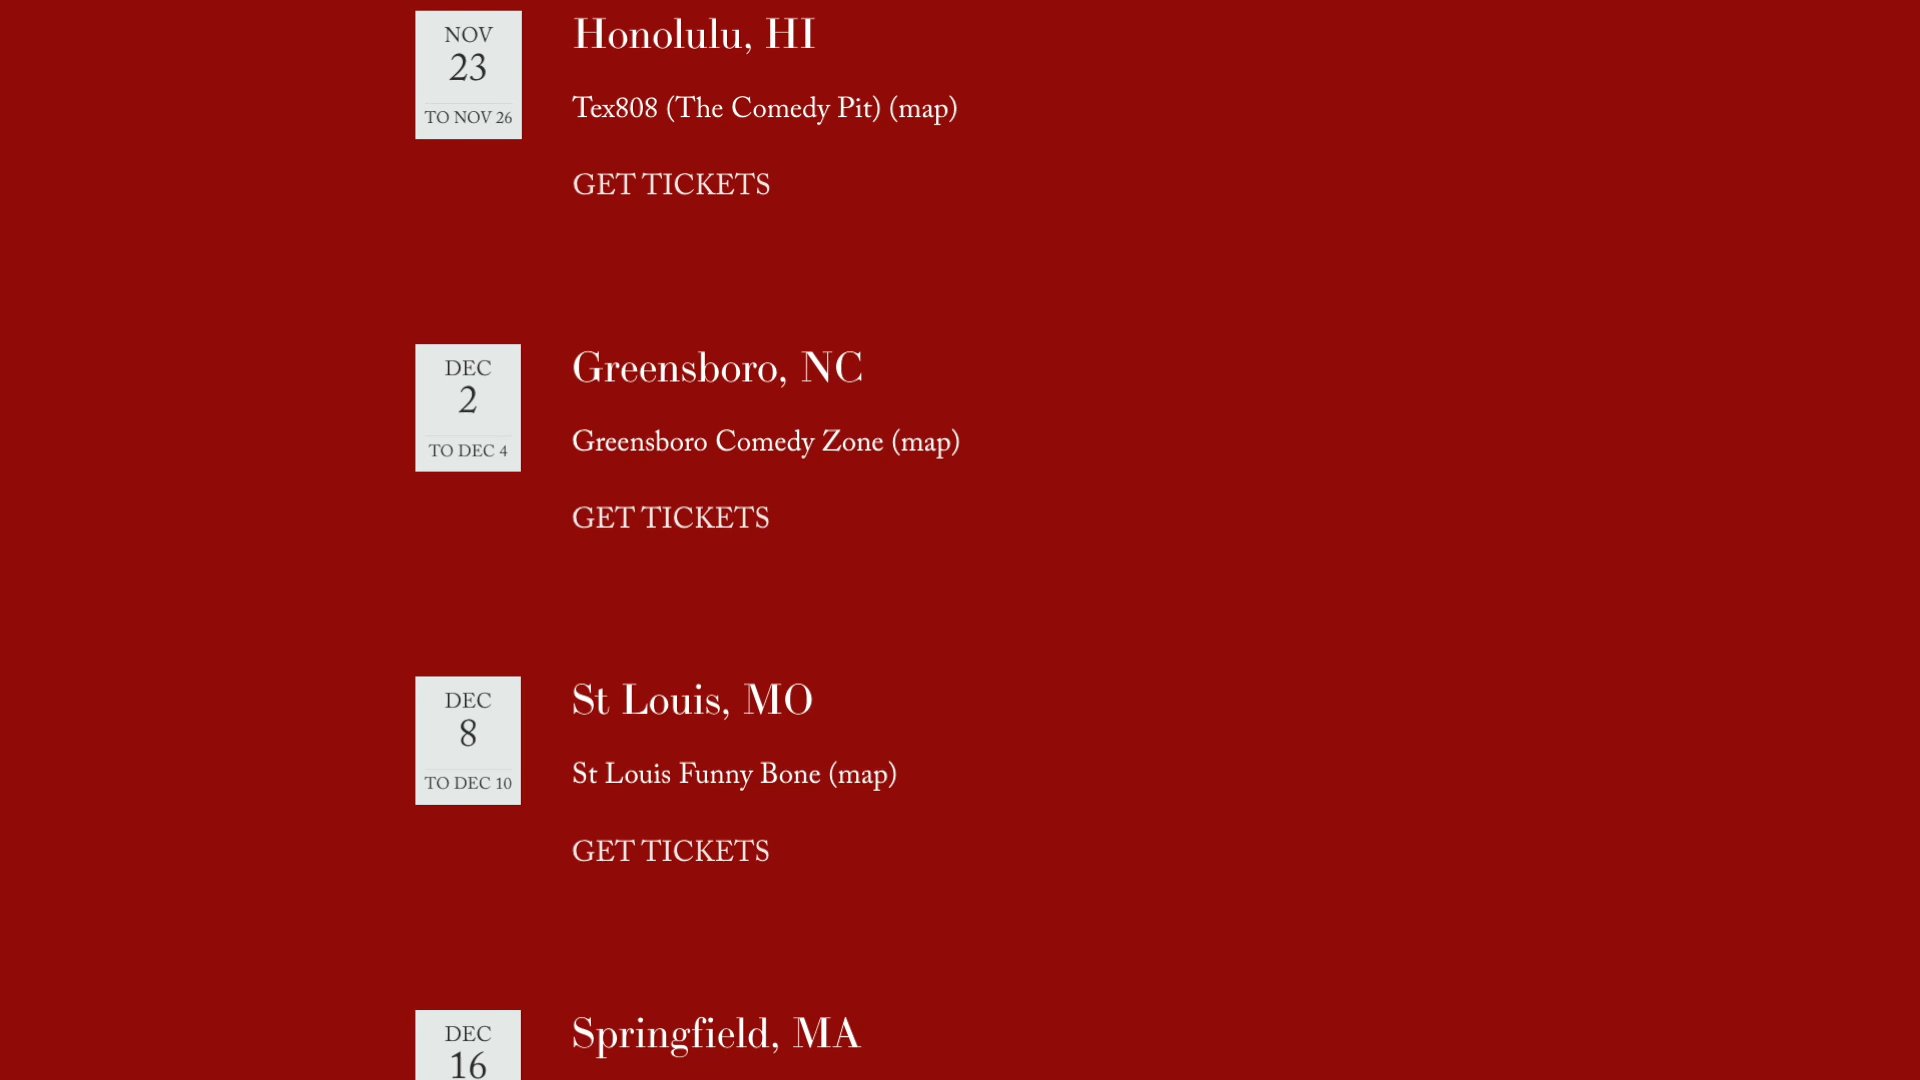 NOV
23
TO NOV 26
Honolulu, HI
Tex808 (The Comedy Pit) (map)
GET TICKETS
DEC
2
TO DEC 4
Greensboro, NC
Greensboro Comedy Zone (map)
GET TICKETS
DEC
8
TO DEC 10
St Louis, MO
St Louis Funny Bone (map)
GET TICKETS
DEC
16
Springfield, MA